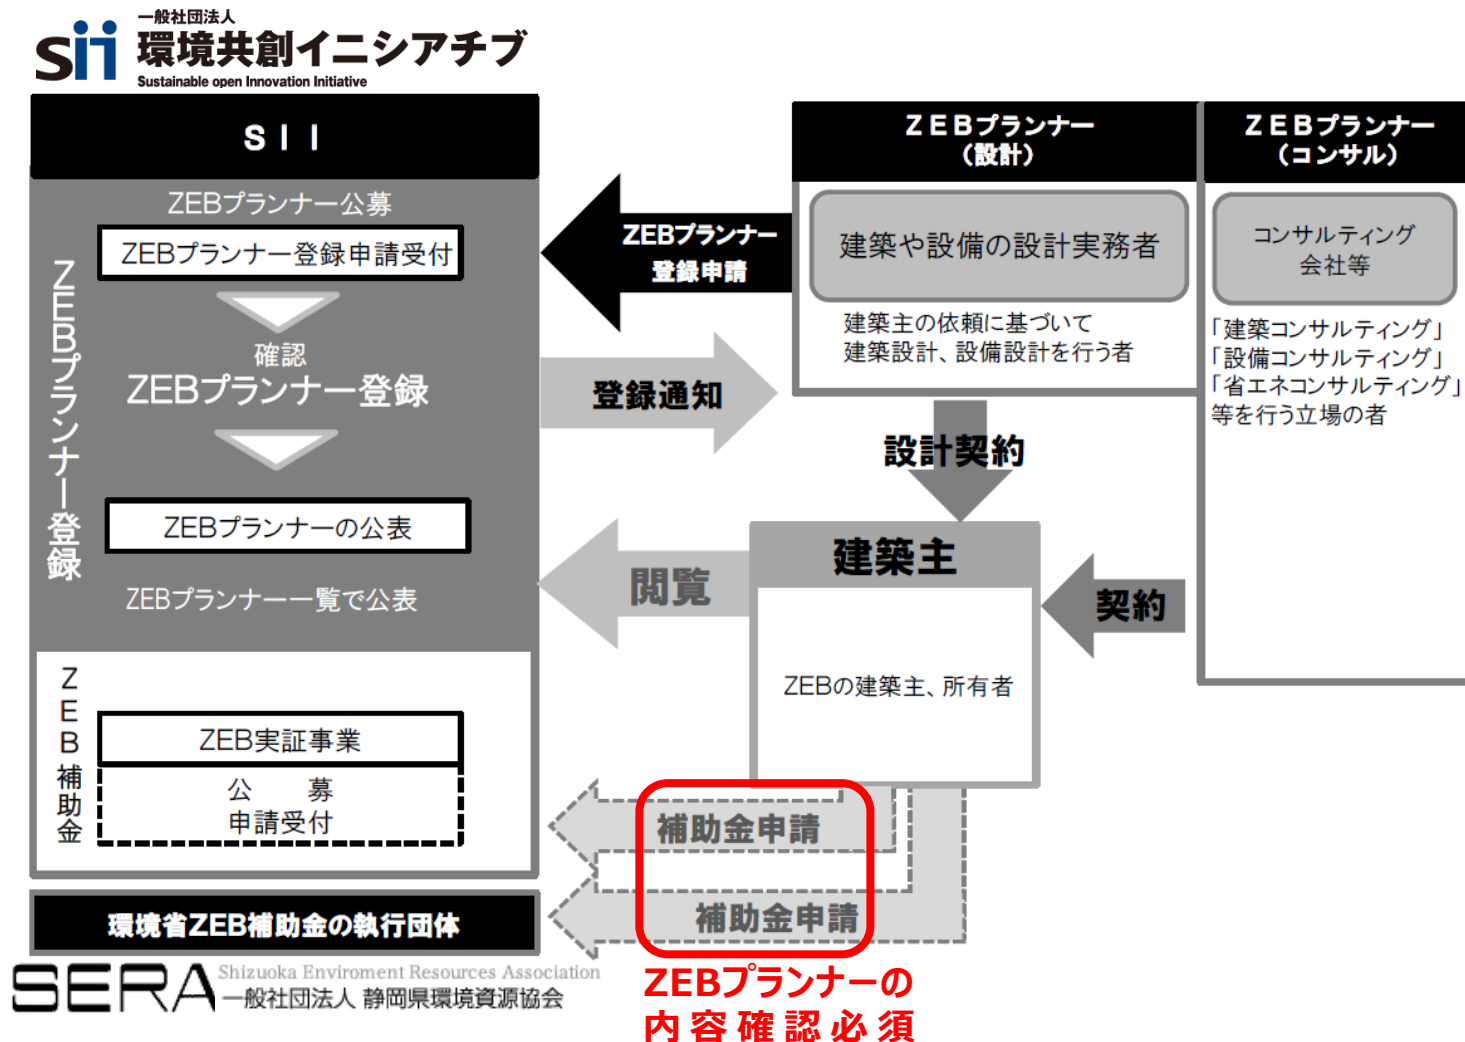 一般社団法人
sii 環境共創イニシアチブ
Sustainable open Innovation Initiative
SII
ZEBプランナー登録
ZEBプランナー公募
ZEBプランナー登録申請受付
確認
ZEBプランナー登録
ZEBプランナーの公表
ZEBプランナー一覧で公表
ZEB補助金
ZEB実証事業
公　募
申請受付
環境省ZEB補助金の執行団体
ZEBプランナー
登録申請
登録通知
閲覧
補助金申請
補助金申請
ZEBプランナー
（設計）
建築や設備の設計実務者
建築主の依頼に基づいて
建築設計、設備設計を行う者
設計契約
建築主
ZEBの建築主、所有者
契約
ZEBプランナー
（コンサル）
コンサルティング
会社等
「建築コンサルティング」
「設備コンサルティング」
「省エネコンサルティング」
等を行う立場の者
SERA
Shizuoka Enviroment Resources Association
一般社団法人 静岡県環境資源協会
ZEBプランナーの
内容確認必須